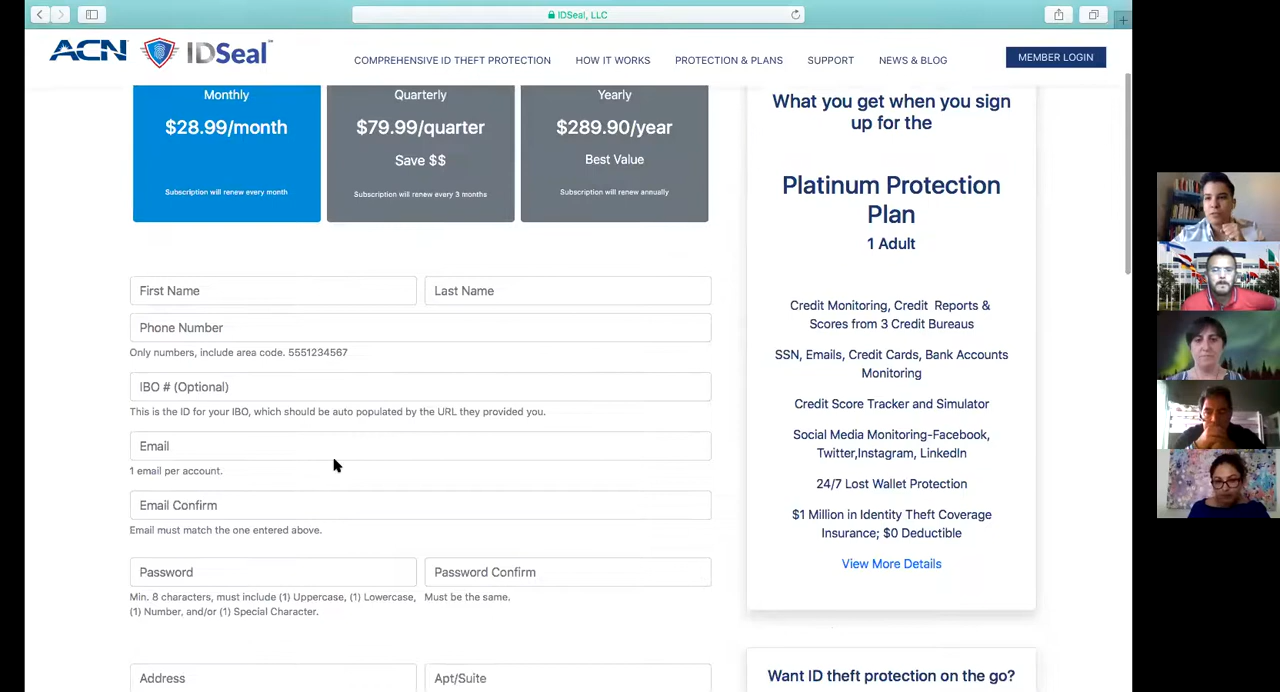 IDSeal, LLC
ACN IDSeal
COMPREHENSIVE ID THEFT PROTECTION
HOW IT WORKS
PROTECTION & PLANS
SUPPORT
NEWS & BLOG
MEMBER LOGIN
Monthly
$28.99/month
Subscription will renew every month
Quarterly
$79.99/quarter
Save $$
Subscription will renew every 3 months
Yearly
$289.90/year
Best Value
Subscription will renew annually
First Name
Last Name
Phone Number
Only numbers, include area code. 5551234567
IBO # (Optional)
This is the ID for your IBO, which should be auto populated by the URL they provided you.
Email
1 email per account.
Email Confirm
Email must match the one entered above.
Password
Password Confirm
Min. 8 characters, must include (1) Uppercase, (1) Lowercase,
(1) Number, and/or (1) Special Character.
Must be the same.
Address
Apt/Suite
What you get when you sign
up for the
Platinum Protection
Plan
1 Adult
Credit Monitoring, Credit Reports &
Scores from 3 Credit Bureaus
SSN, Emails, Credit Cards, Bank Accounts
Monitoring
Credit Score Tracker and Simulator
Social Media Monitoring-Facebook,
Twitter,Instagram, LinkedIn
24/7 Lost Wallet Protection
$1 Million in Identity Theft Coverage
Insurance; $0 Deductible
View More Details
Want ID theft protection on the go?